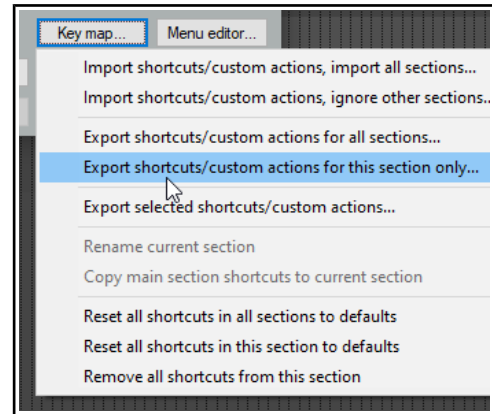 Key map... Menu editor...
Import shortcuts/custom actions, import all sections...
Import shortcuts/custom actions, ignore other sections..
Export shortcuts/custom actions for all sections...
Export shortcuts/custom actions for this section only...
Export selected shortcuts/custom actions...
Rename current section
Copy main section shortcuts to current section
Reset all shortcuts in all sections to defaults
Reset all shortcuts in this section to defaults
Remove all shortcuts from this section